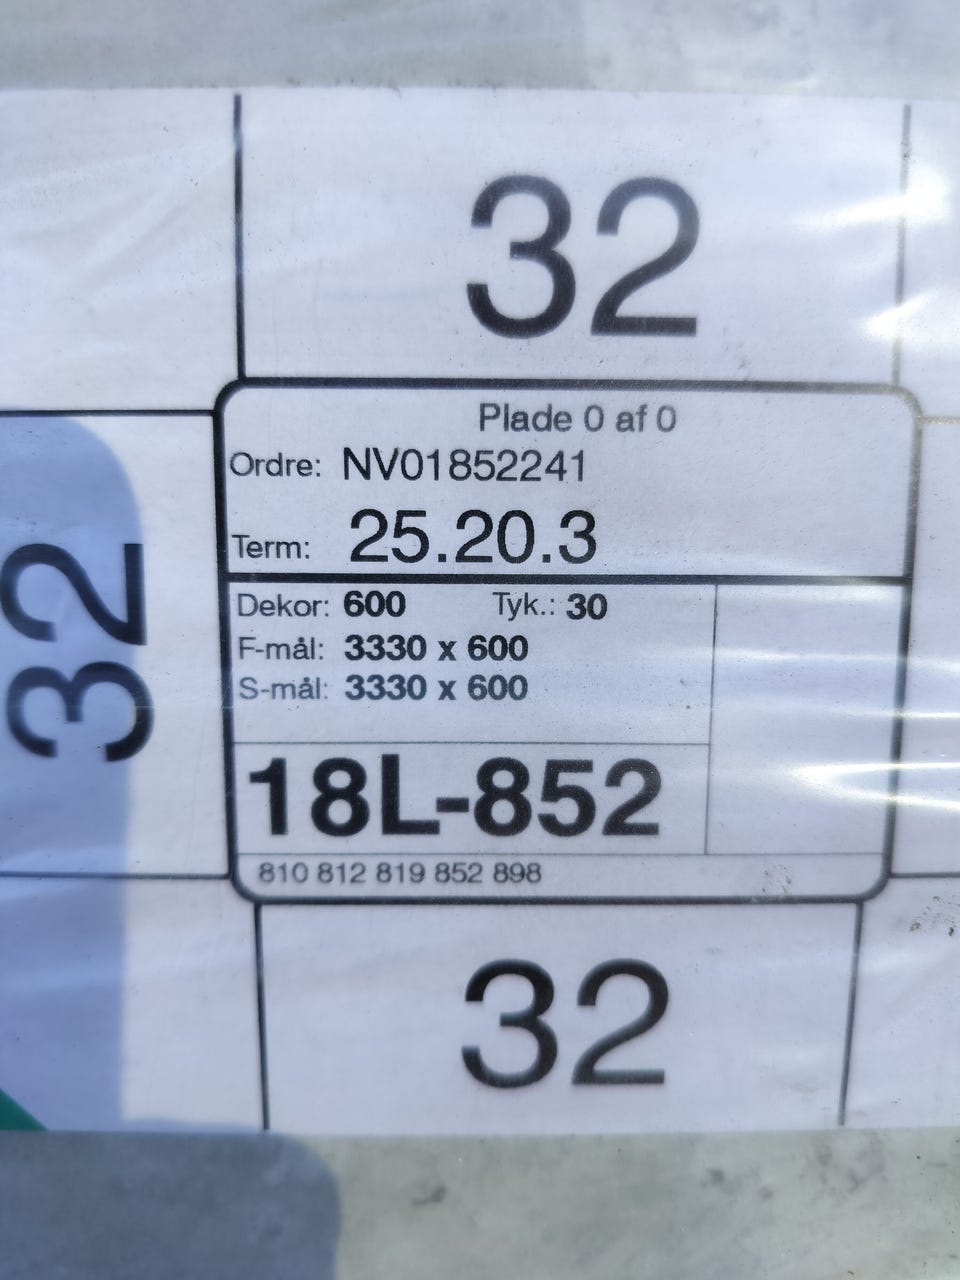 32
Plade 0 af 0
Ordre: NV01852241
Term: 25.20.3
32
Dekor: 600 Tyk.: 30
F-mål: 3330 x 600
S-mål: 3330 x 600
18L-852
810 812 819 852 898
32